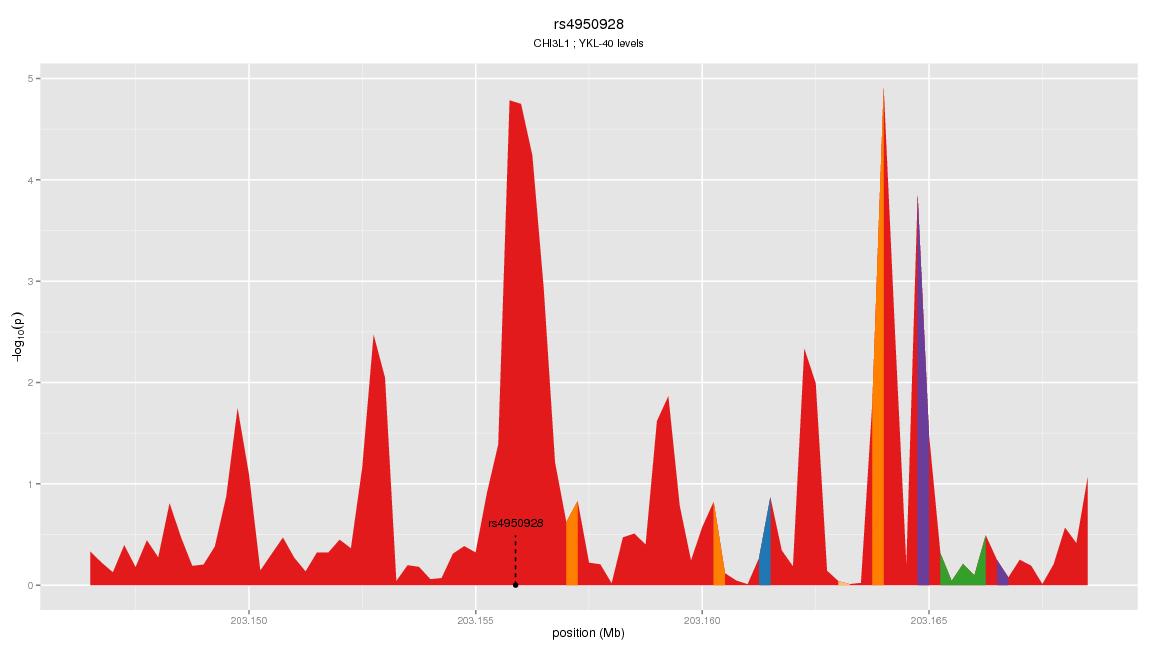 rs4950928
CHI3L1 ; YKL-40 levels
5
4
3
2
1
0
−log10(p)
rs4950928
203.150 203.155 203.160 203.165
position (Mb)